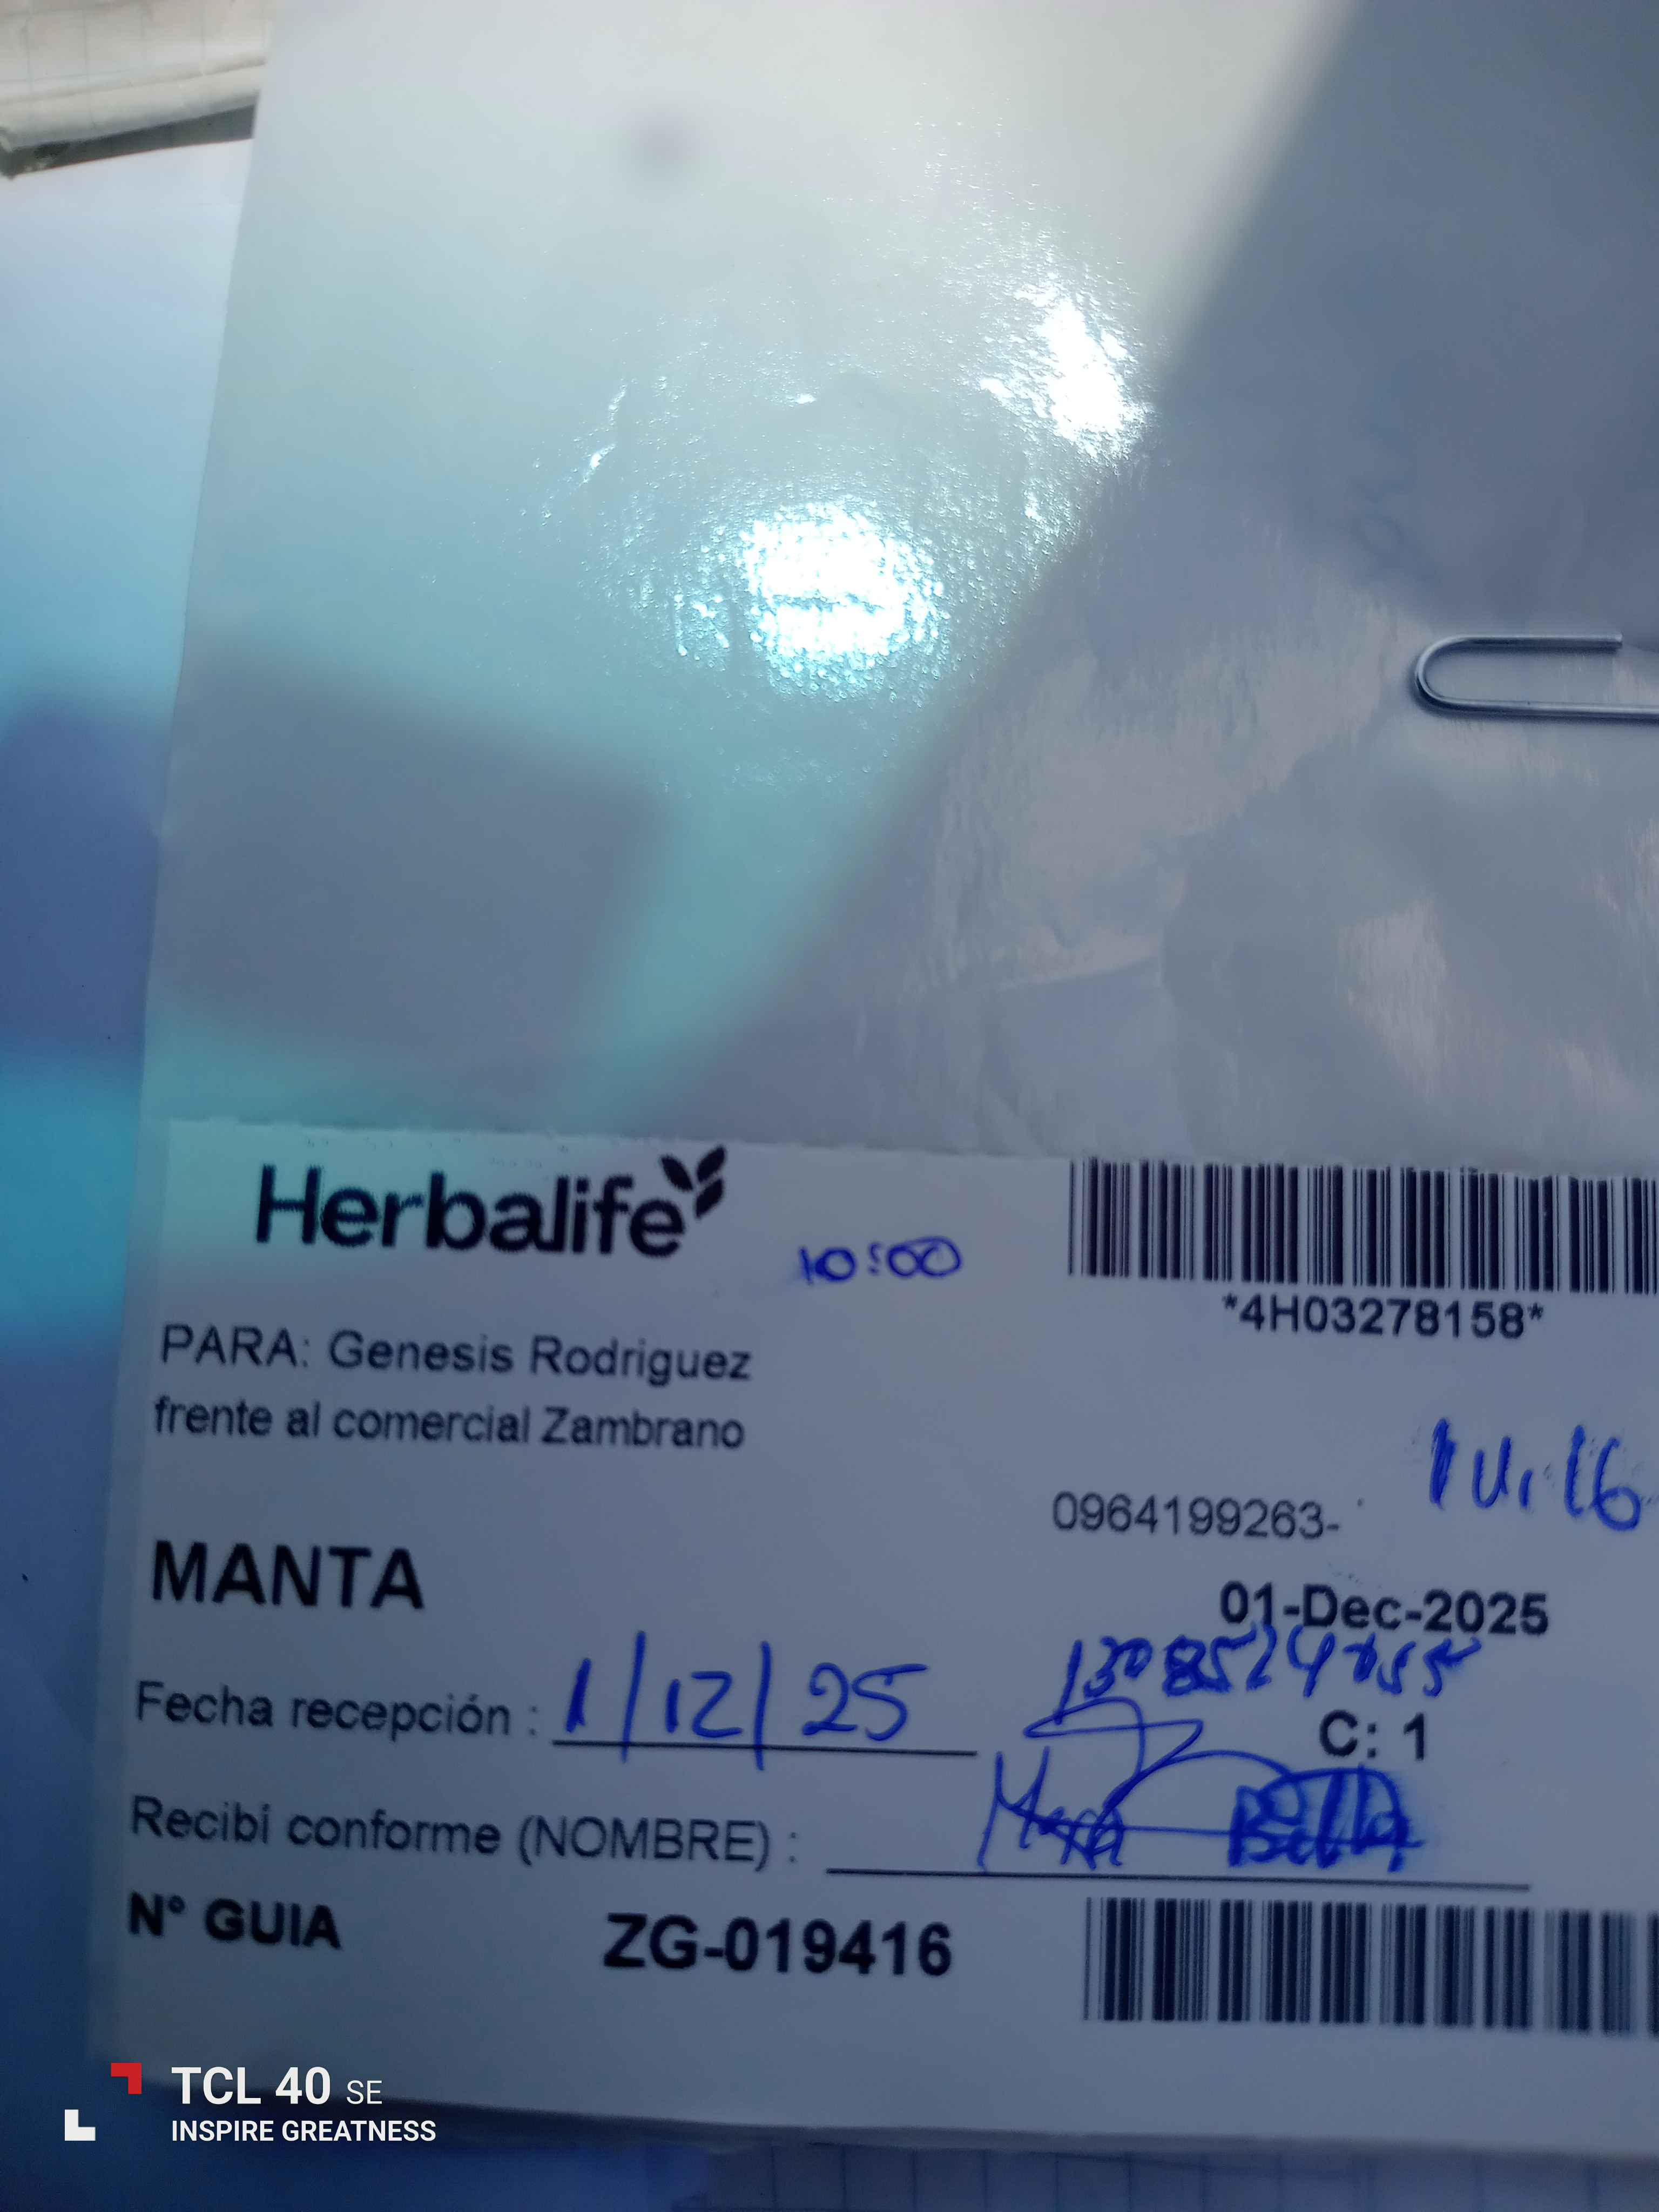 Herbalife
10:00
*4H03278158*
PARA: Genesis Rodriguez
frente al comercial Zambrano
0964199263-
MANTA
01-Dec-2025
Fecha recepción : 1/12/25
C: 1
Recibí conforme (NOMBRE) :
N° GUIA ZG-019416
TCL 40 SE
INSPIRE GREATNESS